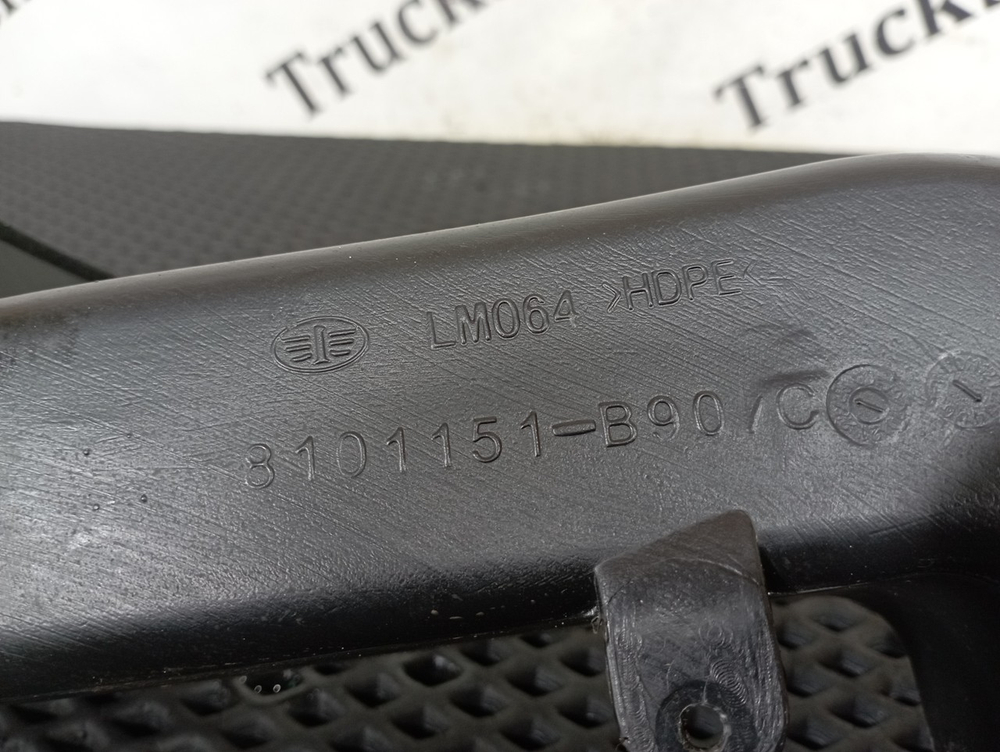 Truck
Truck
LM064 >HDPE<
8101151-B90/C